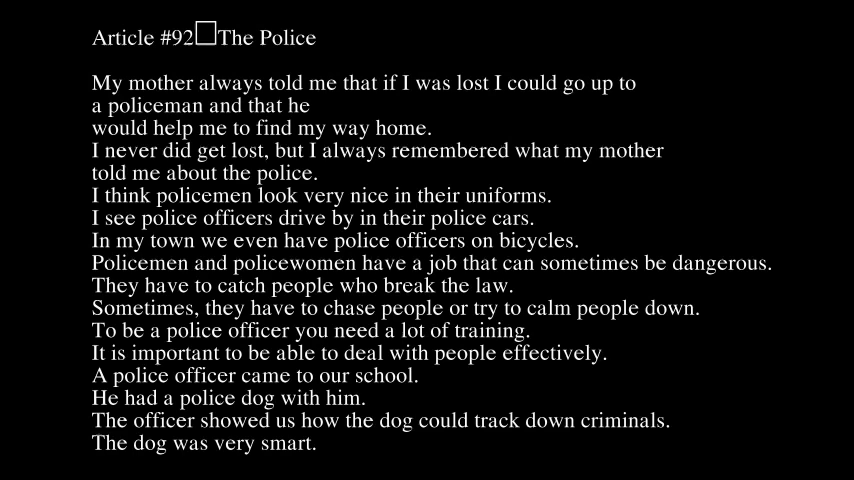 Article #92□The Police
My mother always told me that if I was lost I could go up to
a policeman and that he
would help me to find my way home.
I never did get lost, but I always remembered what my mother
told me about the police.
I think policemen look very nice in their uniforms.
I see police officers drive by in their police cars.
In my town we even have police officers on bicycles.
Policemen and policewomen have a job that can sometimes be dangerous.
They have to catch people who break the law.
Sometimes, they have to chase people or try to calm people down.
To be a police officer you need a lot of training.
It is important to be able to deal with people effectively.
A police officer came to our school.
He had a police dog with him.
The officer showed us how the dog could track down criminals.
The dog was very smart.